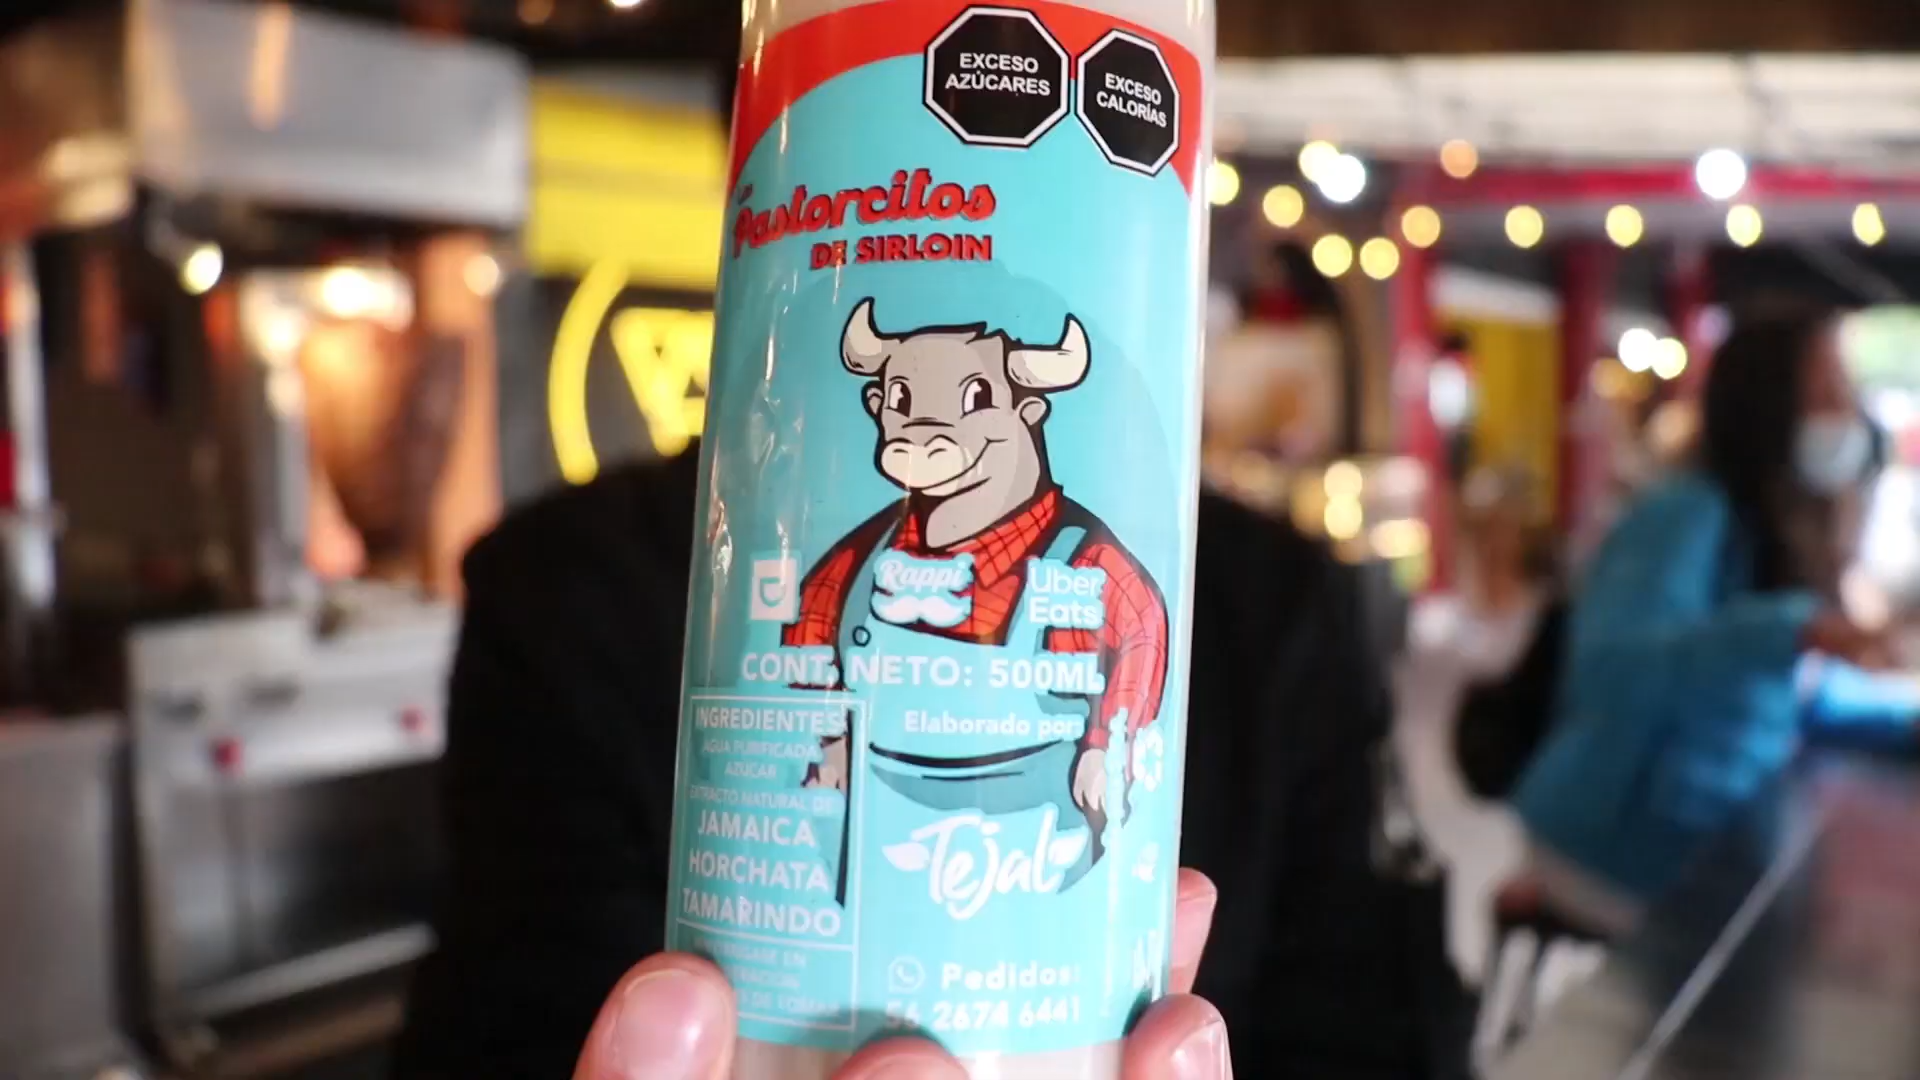 EXCESO
AZÚCARES
EXCESO
CALORÍAS
Pastorcitos
DE SIRLOIN
Rappi
Uber
Eats
CONT. NETO: 500ML
INGREDIENTES
AGUA PURIFICADA
AZÚCAR
EXTRACTO NATURAL DE
JAMAICA
HORCHATA
TAMARINDO
Elaborado por:
Tejal
Pedidos:
56 2674 6441